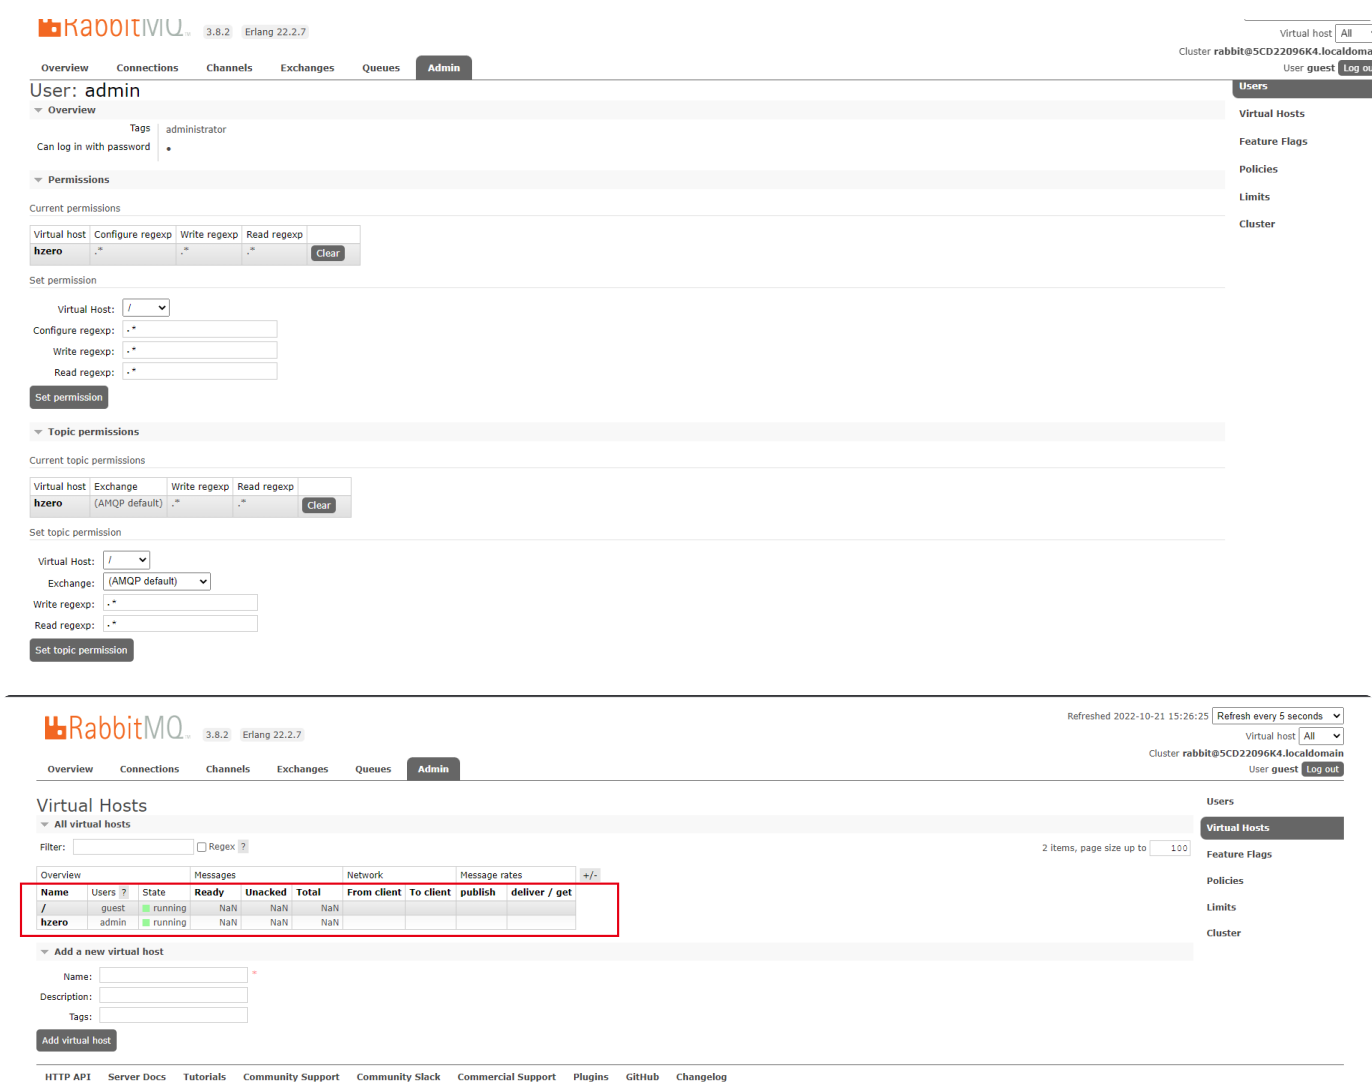 RabbitMQ 3.8.2 Erlang 22.2.7
Virtual host All
Cluster rabbit@5CD22096K4.localdoma
User guest Log ou
Overview Connections Channels Exchanges Queues Admin
User: admin
Users
Virtual Hosts
Feature Flags
Policies
Limits
Cluster
Overview
Tags administrator
Can log in with password •
Permissions
Current permissions
Virtual host Configure regexp Write regexp Read regexp
hzero .* .* .* Clear
Set permission
Virtual Host: /
Configure regexp: .*
Write regexp: .*
Read regexp: .*
Set permission
Topic permissions
Current topic permissions
Virtual host Exchange Write regexp Read regexp
hzero (AMQP default) .* .* Clear
Set topic permission
Virtual Host: /
Exchange: (AMQP default)
Write regexp: .*
Read regexp: .*
Set topic permission
RabbitMQ 3.8.2 Erlang 22.2.7
Refreshed 2022-10-21 15:26:25 Refresh every 5 seconds
Virtual host All
Cluster rabbit@5CD22096K4.localdomain
User guest Log out
Overview Connections Channels Exchanges Queues Admin
Virtual Hosts
Users
Virtual Hosts
Feature Flags
Policies
Limits
Cluster
All virtual hosts
Filter: Regex ?
2 items, page size up to 100
Overview Messages Network Message rates +/-
Name Users ? State Ready Unacked Total From client To client publish deliver / get
/ guest running NaN NaN NaN
hzero admin running NaN NaN NaN
Add a new virtual host
Name: *
Description:
Tags:
Add virtual host
HTTP API Server Docs Tutorials Community Support Community Slack Commercial Support Plugins GitHub Changelog